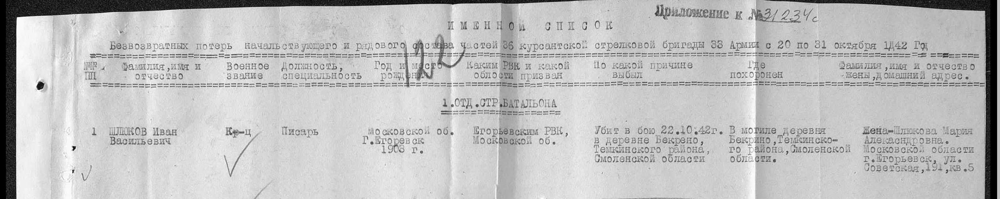 Приложение к №31234с
ИМЕННОЙ СПИСОК
Безвозвратных потерь начальствующего и рядового состава частей 36 курсантской стрелковой бригады 33 Армии с 20 по 31 октября 1Д42 Год
122
№№ Фамилия,имя и Военное Должность, Год и место Каким РВК и какой По какой причине Где Фамилия,имя и отчество
ПП отчество звание специальность рождения облости призван выбыл похоронен жены,домашний адрес.
1.ОТД.СТР.БАТАЛЬОНА
1 ШЛЮКОВ Иван Кр-ц Писарь Московской об. Егорьевским РВК, Убит в бою 22.10.42г. В могиле деревня Жена-Шлюкова Мария
Васильевич Г.Егоревск Московской об. в деревне Бекрено, Бекрино,Темкинско- Алекасндровна.
1903 г. Темкинского района, го района,Смоленской Московской области
Смоленской области области. г.Егорьевск, ул.
Советская,191,кв.5